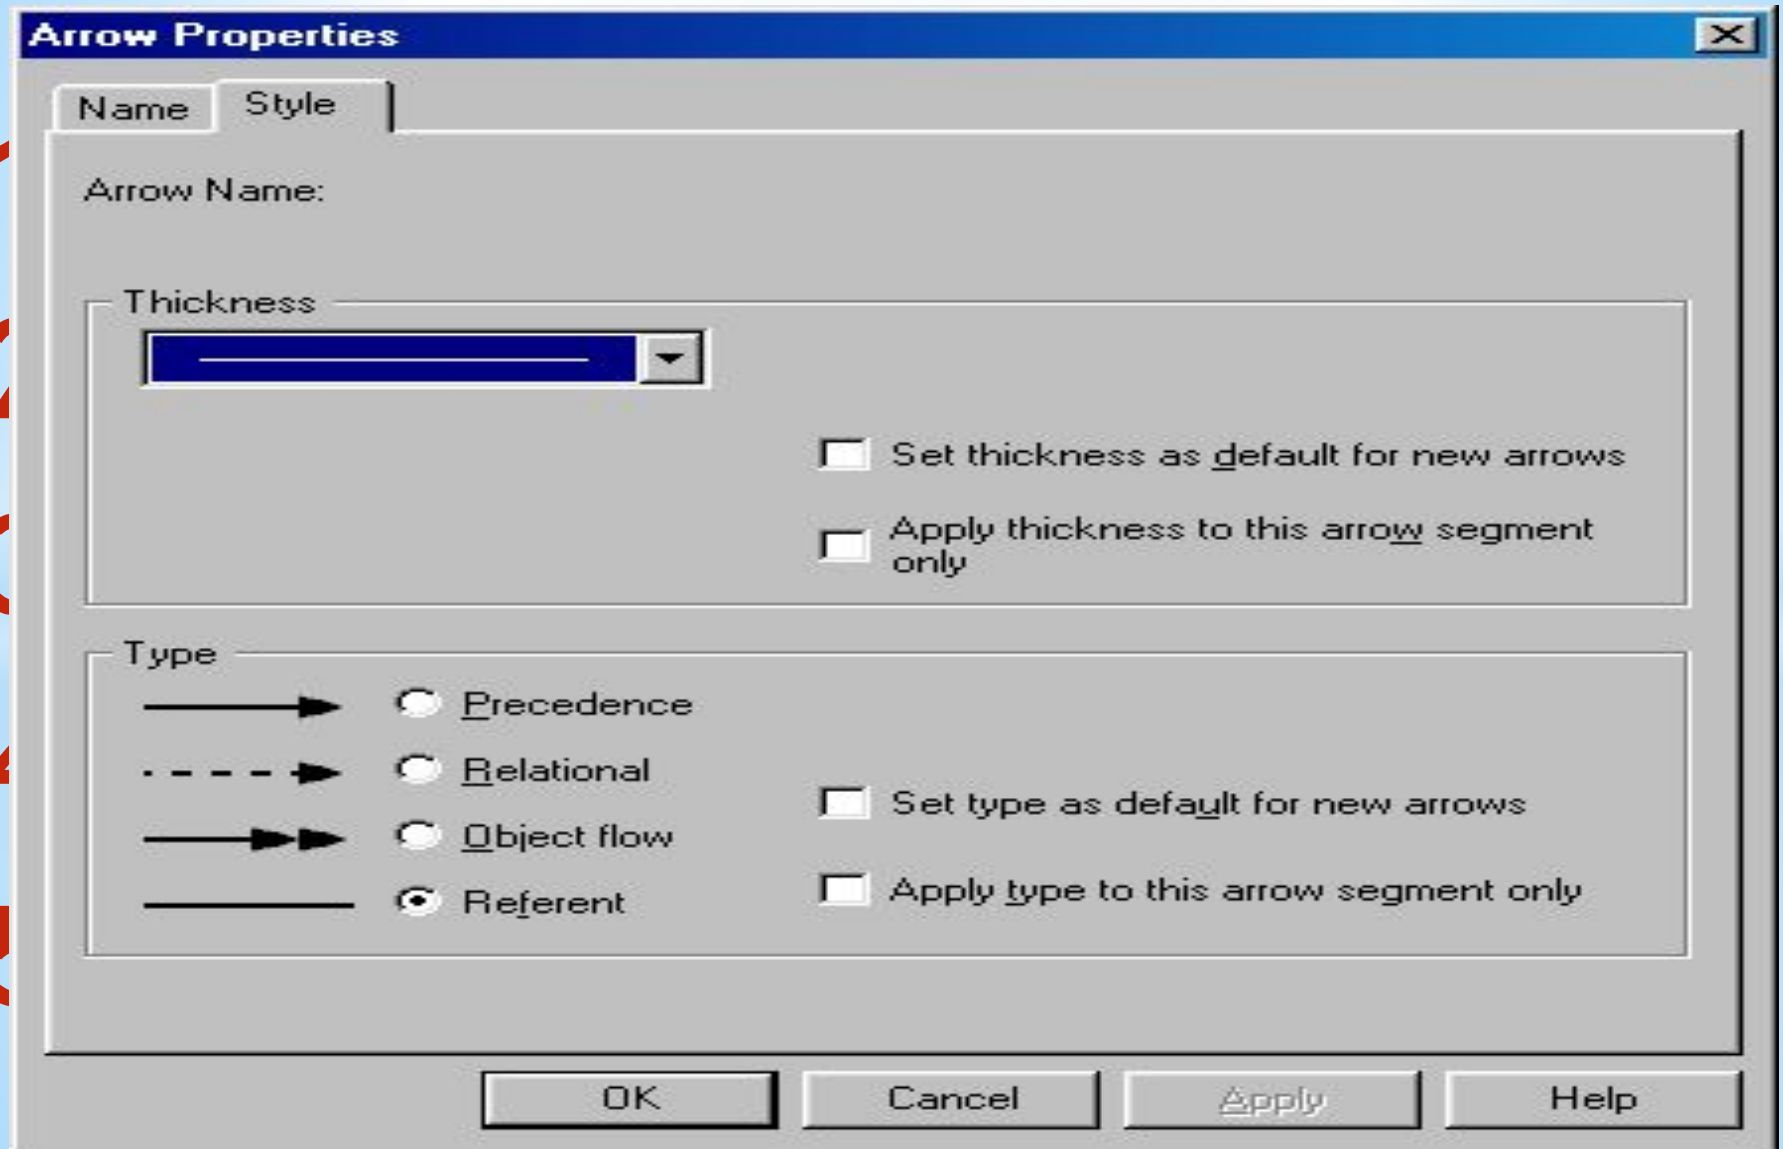 Arrow Properties
Name
Style
Arrow Name:
Thickness
Set thickness as default for new arrows
Apply thickness to this arrow segment
only
Type
Precedence
Relational
Object flow
Referent
Set type as default for new arrows
Apply type to this arrow segment only
OK
Cancel
Apply
Help